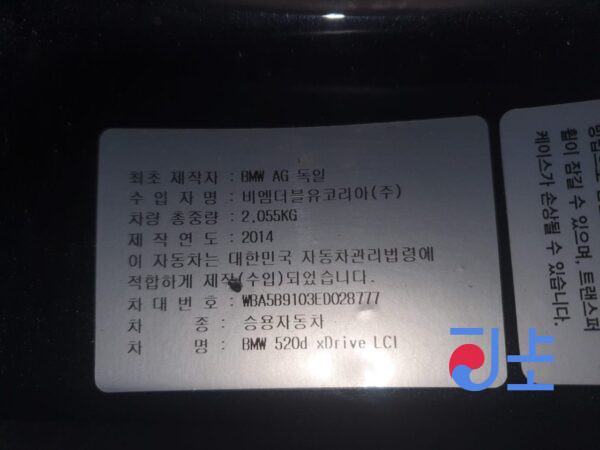 최초 제작자 : BMW AG 독일
수 입 자 명 : 비엠더블유코리아(주)
차량 총중량 : 2,055KG
제 작 연 도 : 2014
이 자동차는 대한민국 자동차관리법령에
적합하게 제작(수입)되었습니다.
차 대 번 호 : WBA5B9103ED028777
차 종 : 승용자동차
차 명 : BMW 520d xDrive LCI
휠이 잠길 수 있으며, 트랜스퍼
케이스가 손상될 수 있습니다.